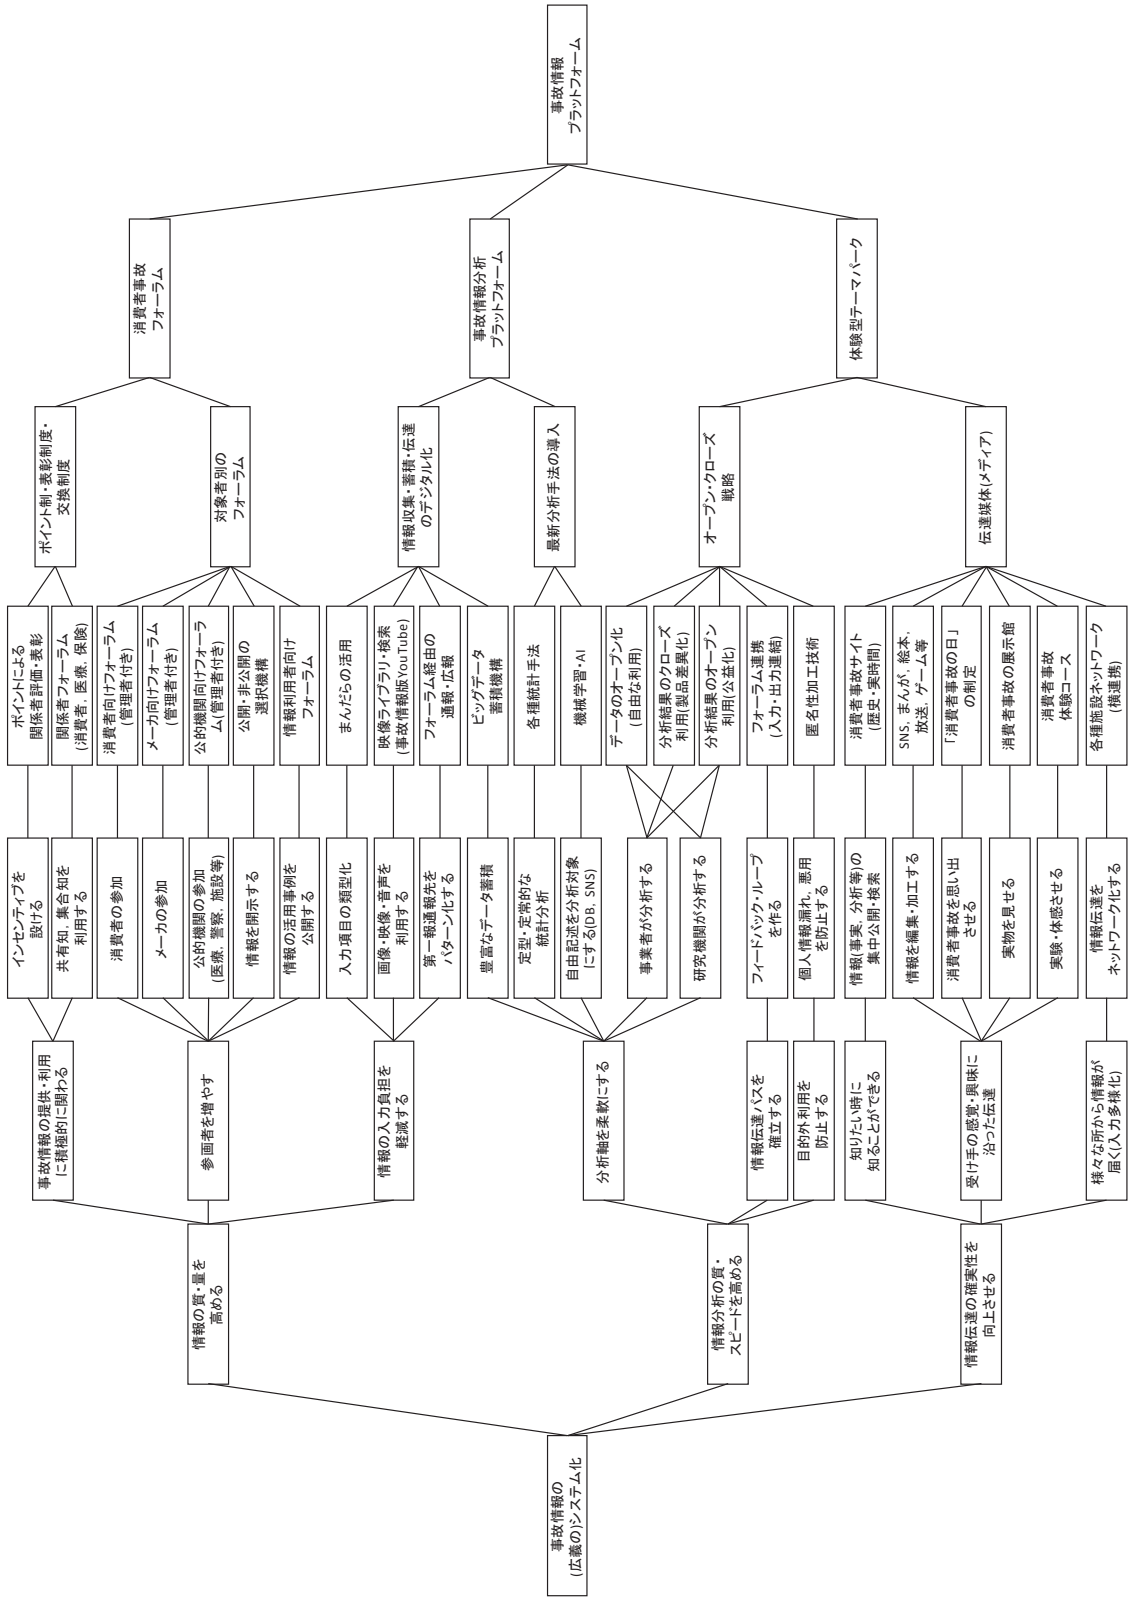 事故情報の
(広義の)システム化
情報の質・量を
高める
情報分析の質・
スピードを高める
情報伝達の確実性を
向上させる
事故情報の提供・利用
に積極的に関わる
参画者を増やす
情報の入力負担を
軽減する
分析軸を柔軟にする
情報伝達パスを
確立する
目的外利用を
防止する
知りたい時に
知ることができる
受け手の感覚・興味に
沿った伝達
様々な所から情報が
届く(入力多様化)
インセンティブを
設ける
共有知、集合知を
利用する
消費者の参加
メーカの参加
公的機関の参加
(医療、警察、施設等)
情報を開示する
情報の活用事例を
公開する
入力項目の類型化
画像・映像・音声を
利用する
第一報通報先を
パターン化する
豊富なデータ蓄積
定型・定常的な
統計分析
自由記述を分析対象
にする(DB、SNS)
事業者が分析する
研究機関が分析する
フィードバック・ループ
を作る
個人情報漏れ、悪用
を防止する
情報(事実、分析等)の
集中公開・検索
情報を編集・加工する
消費者事故を思い出
させる
実物を見せる
実験・体感させる
情報伝達を
ネットワーク化する
ポイントによる
関係者評価・表彰
関係者フォーラム
(消費者、医療、保険)
消費者向けフォーラム
(管理者付き)
メーカ向けフォーラム
(管理者付き)
公的機関向けフォーラ
ム(管理者付き)
公開・非公開の
選択機構
情報利用者向け
フォーラム
まんだらの活用
映像ライブラリ・検索
(事故情報版YouTube)
フォーラム経由の
通報・広報
ビッグデータ
蓄積機構
各種統計手法
機械学習・AI
データのオープン化
(自由な利用)
分析結果のクローズ
利用(製品差異化)
分析結果のオープン
利用(公益化)
フォーラム連携
(入力・出力連結)
匿名性加工技術
消費者事故サイト
(歴史・実時間)
SNS、まんが、絵本、
放送、ゲーム等
「消費者事故の日」
の制定
消費者事故の展示館
消費者事故
体験コース
各種施設ネットワーク
(横連携)
ポイント制・表彰制度・
交換制度
対象者別の
フォーラム
情報収集・蓄積・伝達
のデジタル化
最新分析手法の導入
オープン・クローズ
戦略
伝達媒体(メディア)
消費者事故
フォーラム
事故情報分析
プラットフォーム
体験型テーマパーク
事故情報
プラットフォーム